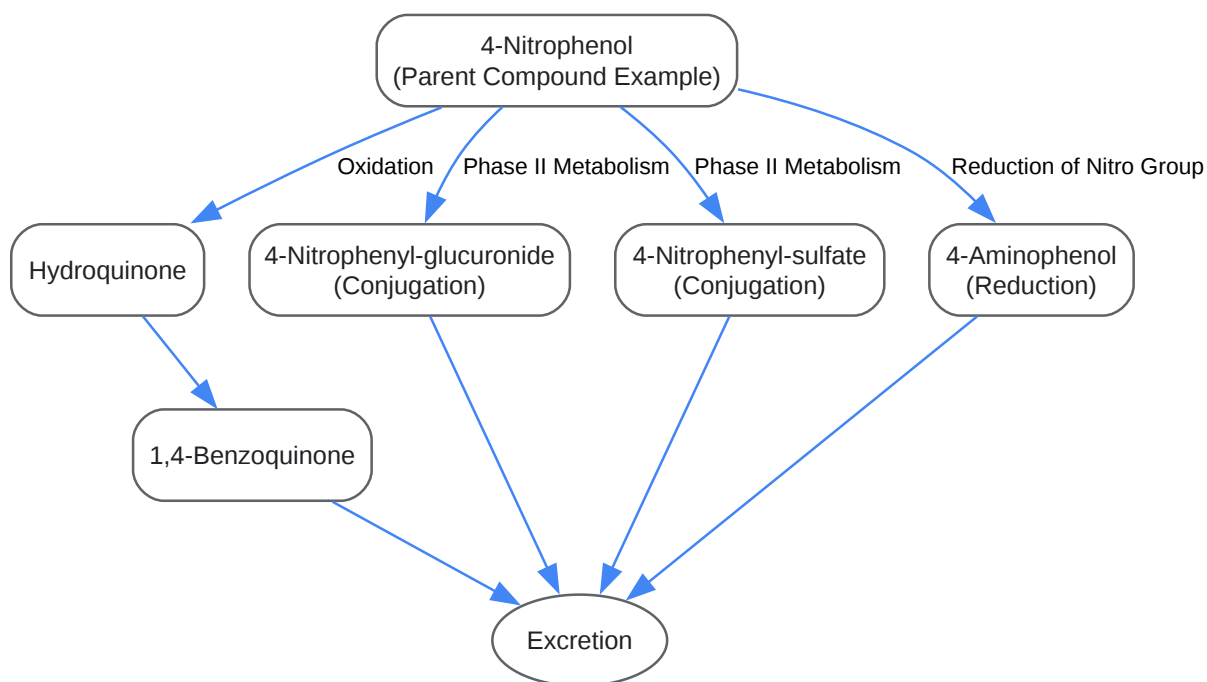 4-Nitrophenol
(Parent Compound Example)
Oxidation
Phase II Metabolism
Phase II Metabolism
Reduction of Nitro Group
Hydroquinone
4-Nitrophenyl-glucuronide
(Conjugation)
4-Nitrophenyl-sulfate
(Conjugation)
4-Aminophenol
(Reduction)
1,4-Benzoquinone
Excretion